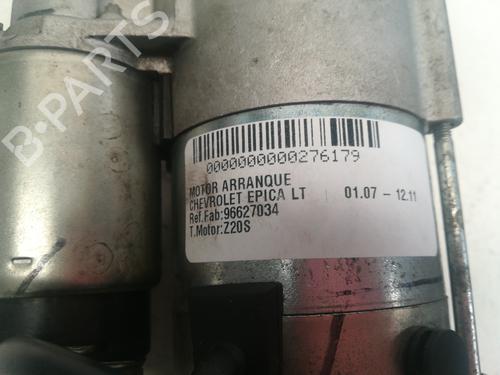 B-PARTS
0000000000276179
MOTOR ARRANQUE
CHEVROLET EPICA LT | 01.07 - 12.11
Ref.Fab:96627034
T.Motor:Z20S